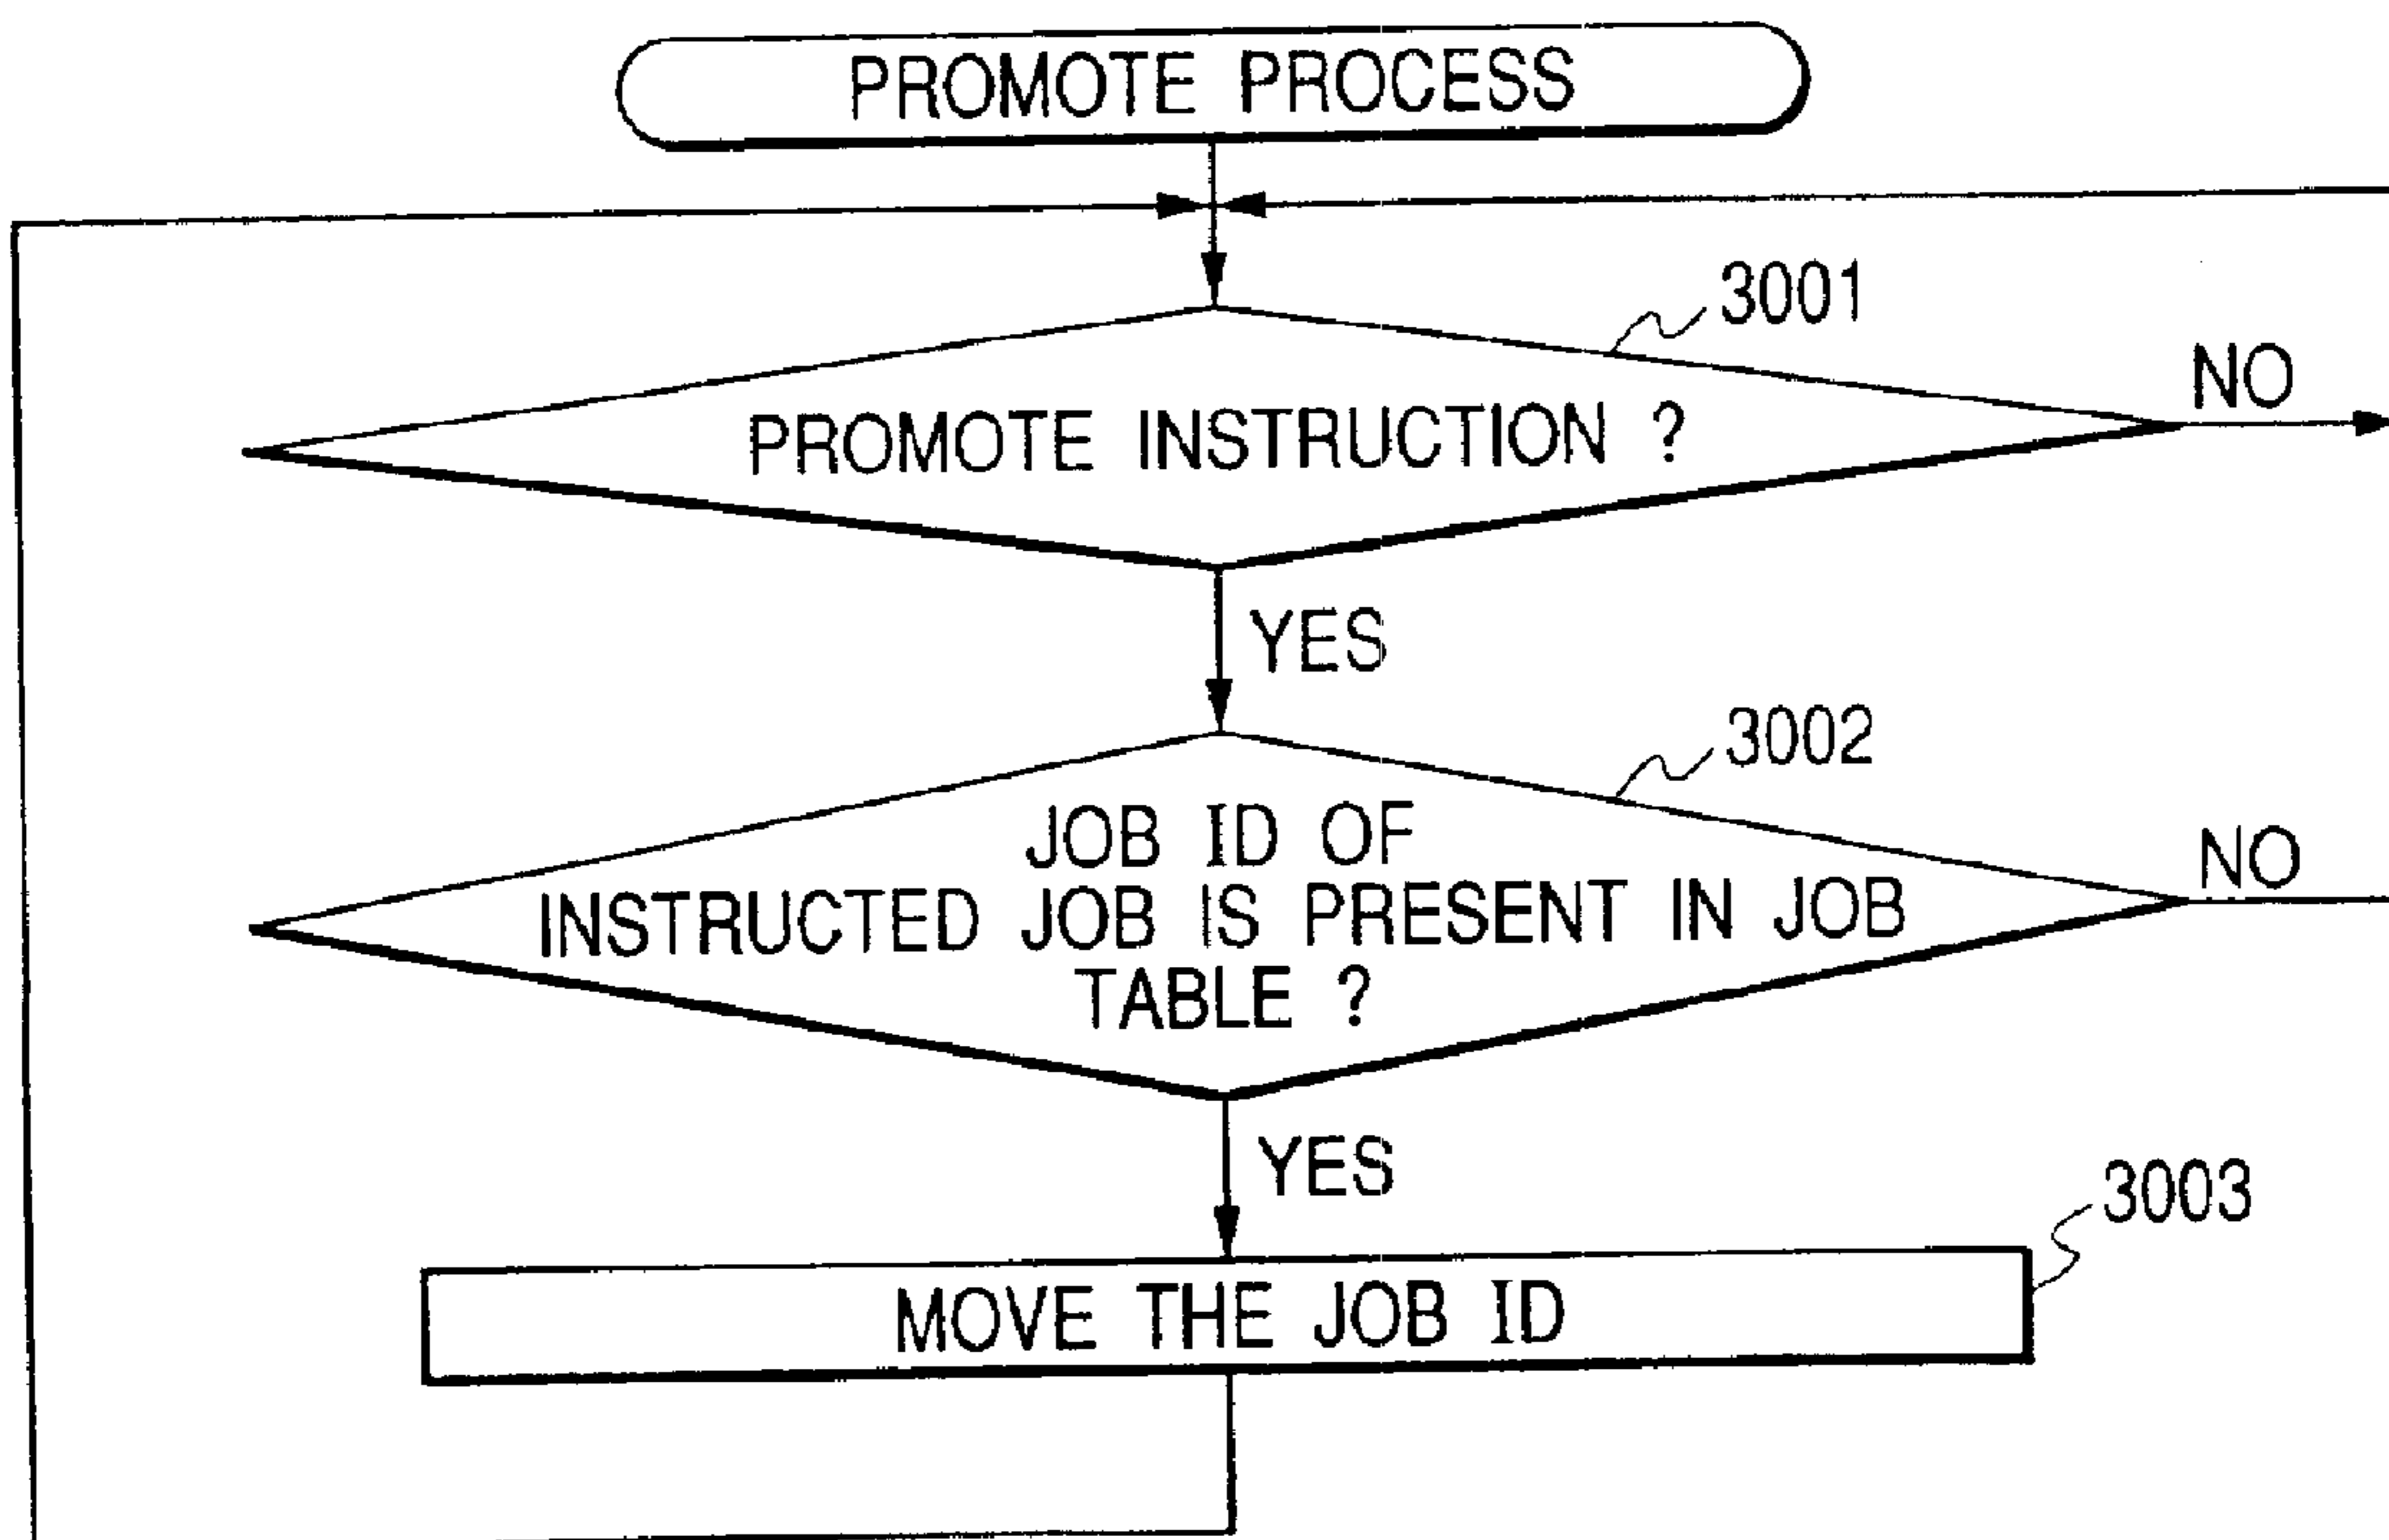 PROMOTE PROCESS
3001
NO
PROMOTE INSTRUCTION ?
YES
3002
JOB ID OF
INSTRUCTED JOB IS PRESENT IN JOB
TABLE ?
NO
YES
3003
MOVE THE JOB ID